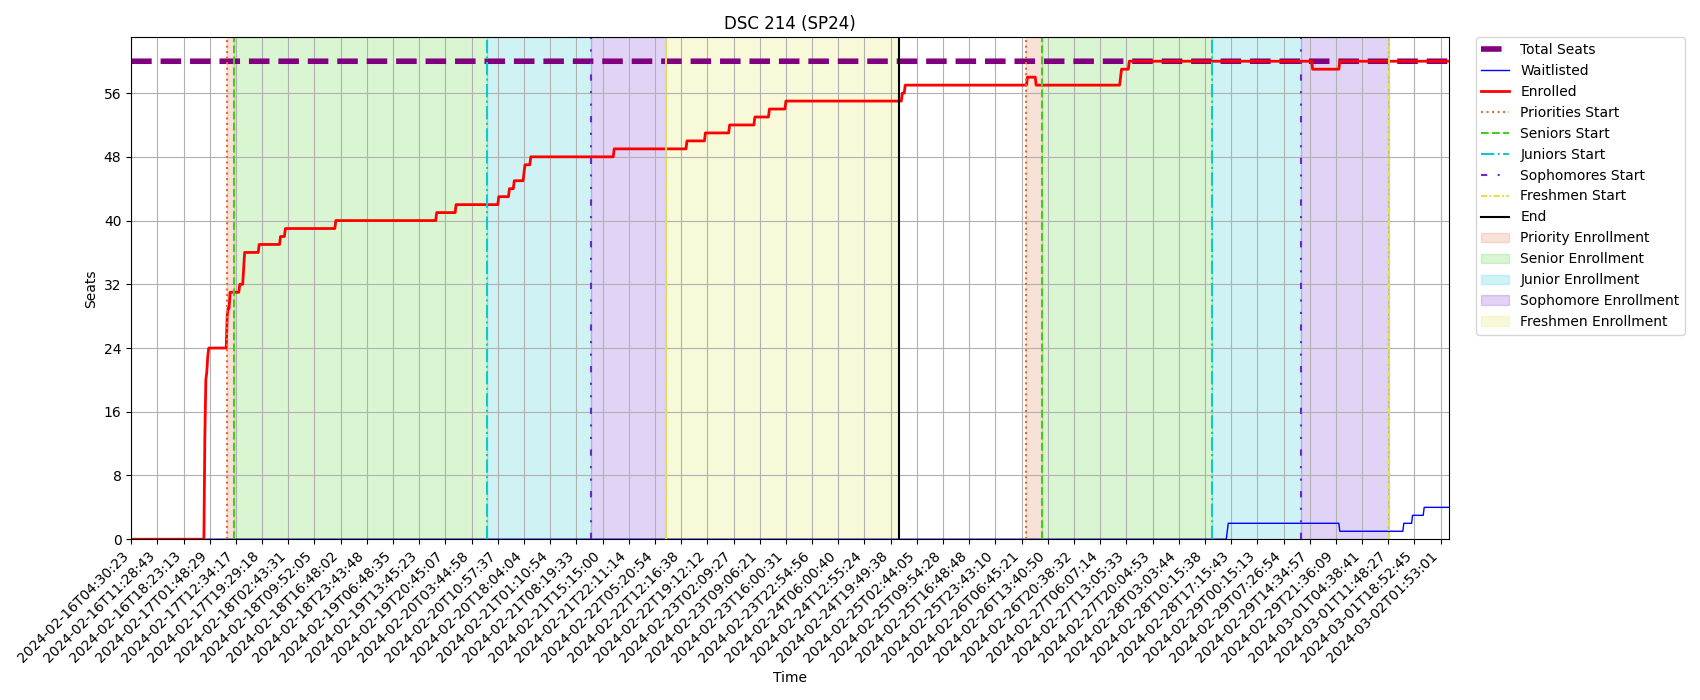 DSC 214 (SP24)
Total Seats
Waitlisted
Enrolled
Priorities Start
Seniors Start
Juniors Start
Sophomores Start
Freshmen Start
End
Priority Enrollment
Senior Enrollment
Junior Enrollment
Sophomore Enrollment
Freshmen Enrollment
Seats
56
48
40
32
24
16
8
0
2024-02-16T04:30:23
2024-02-16T11:28:43
2024-02-16T18:23:13
2024-02-17T01:48:29
2024-02-17T12:34:17
2024-02-17T19:29:18
2024-02-18T02:43:31
2024-02-18T09:52:05
2024-02-18T16:48:02
2024-02-18T23:43:48
2024-02-19T06:48:35
2024-02-19T13:45:23
2024-02-19T20:45:07
2024-02-20T03:44:58
2024-02-20T10:57:37
2024-02-20T18:04:04
2024-02-21T01:10:54
2024-02-21T08:19:33
2024-02-21T15:15:00
2024-02-21T22:11:14
2024-02-22T05:20:54
2024-02-22T12:16:38
2024-02-22T19:12:12
2024-02-23T02:09:27
2024-02-23T09:06:21
2024-02-23T16:00:31
2024-02-23T22:54:56
2024-02-24T06:00:40
2024-02-24T12:55:24
2024-02-24T19:49:38
2024-02-25T02:44:05
2024-02-25T09:54:28
2024-02-25T16:48:48
2024-02-25T23:43:10
2024-02-26T06:45:21
2024-02-26T13:40:50
2024-02-26T20:38:32
2024-02-27T06:07:14
2024-02-27T13:05:33
2024-02-27T20:04:53
2024-02-28T03:03:44
2024-02-28T10:15:38
2024-02-28T17:15:43
2024-02-29T00:15:13
2024-02-29T07:26:54
2024-02-29T14:34:57
2024-02-29T21:36:09
2024-03-01T04:38:41
2024-03-01T11:48:27
2024-03-01T18:52:45
2024-03-02T01:53:01
Time